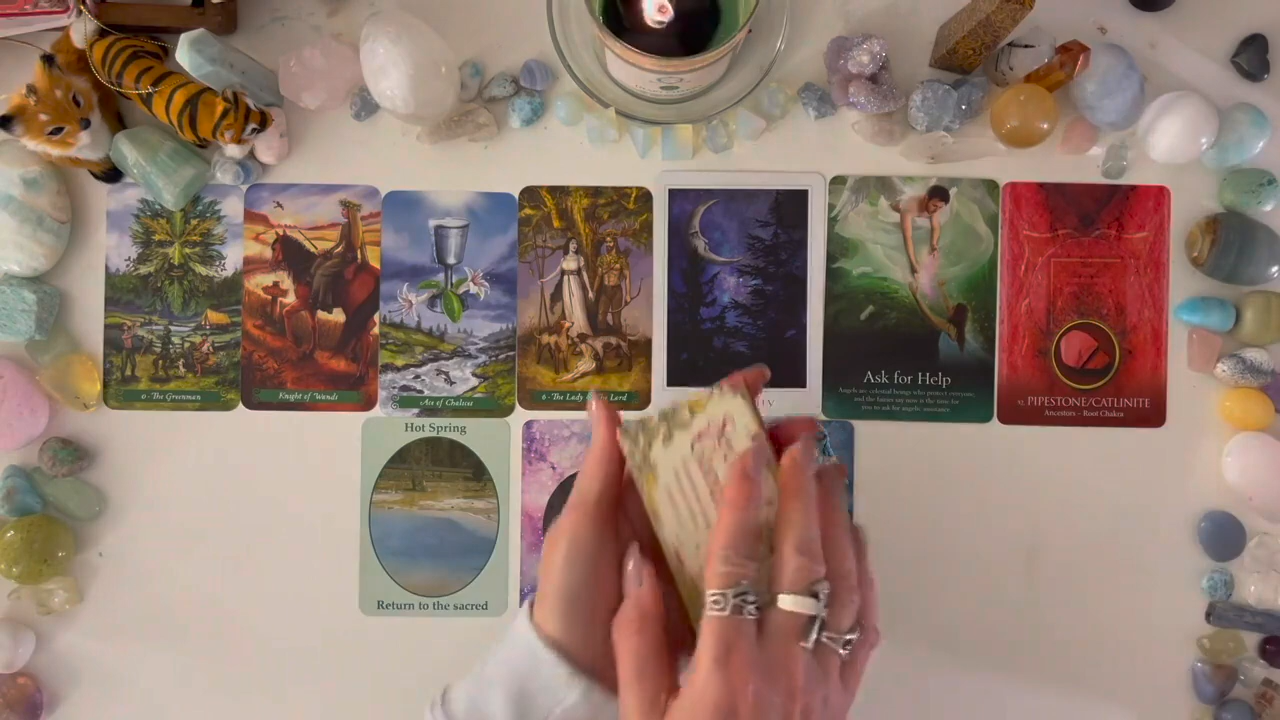 0 · The Greenman
Knight of Wands
Ace of Chalices
6 · The Lady & The Lord
Ask for Help
Angels are celestial beings who protect everyone,
and the fairies say now is the time for
you to ask for angelic assistance.
PIPESTONE/CATLINITE
Ancestors – Root Chakra
Hot Spring
Return to the sacred